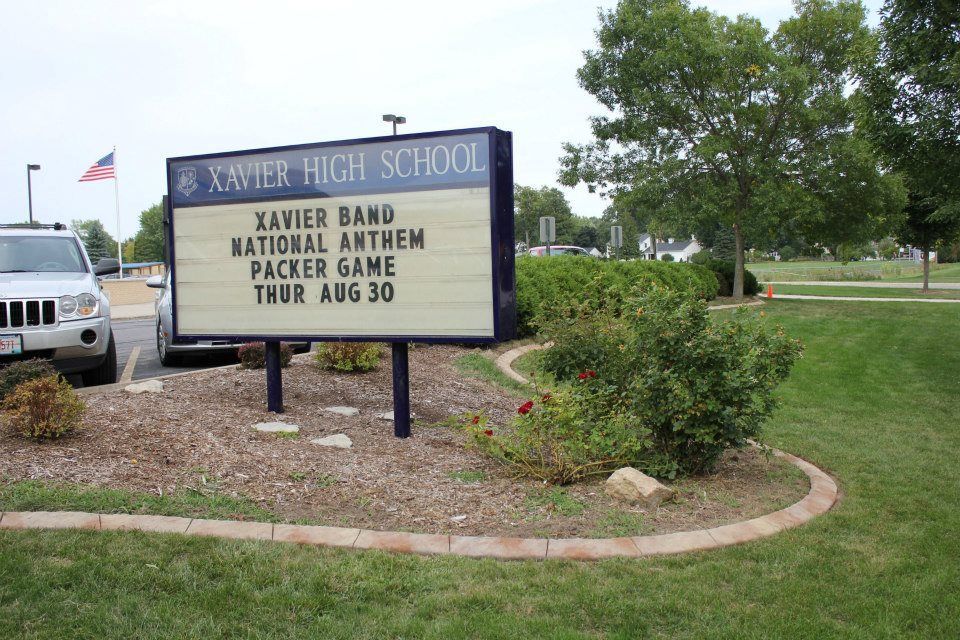 XAVIER HIGH SCHOOL
XAVIER BAND
NATIONAL ANTHEM
PACKER GAME
THUR AUG 30